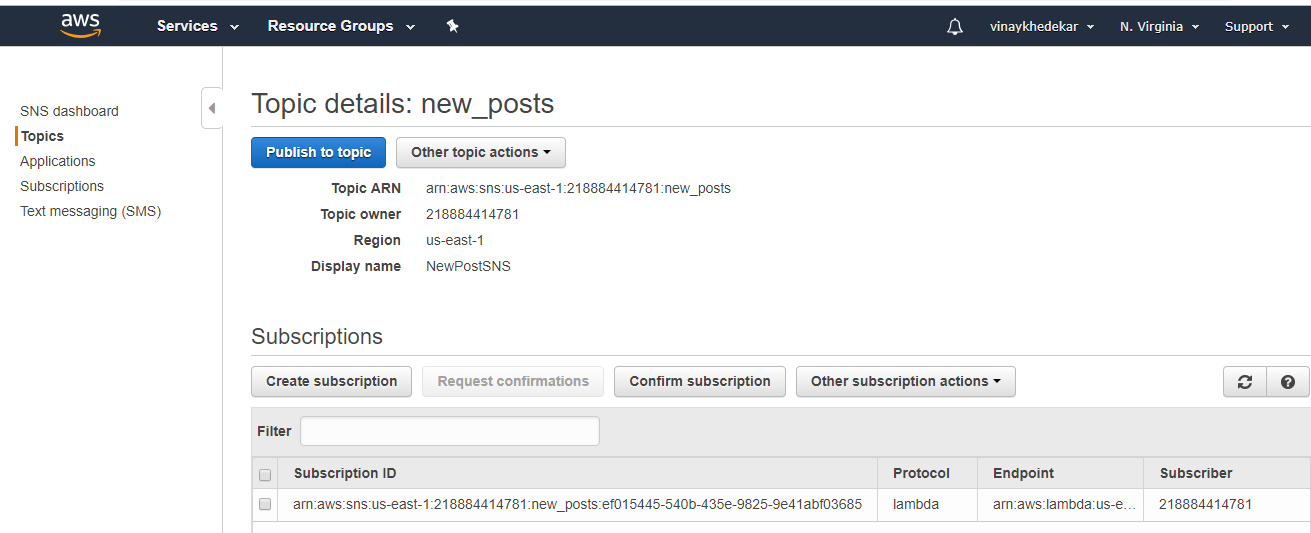 aws Services Resource Groups vinaykhedekar N. Virginia Support
SNS dashboard
Topics
Applications
Subscriptions
Text messaging (SMS)
Topic details: new_posts
Publish to topic Other topic actions
Topic ARN arn:aws:sns:us-east-1:218884414781:new_posts
Topic owner 218884414781
Region us-east-1
Display name NewPostSNS
Subscriptions
Create subscription Request confirmations Confirm subscription Other subscription actions
Filter
Subscription ID Protocol Endpoint Subscriber
arn:aws:sns:us-east-1:218884414781:new_posts:ef015445-540b-435e-9825-9e41abf03685 lambda arn:aws:lambda:us-e... 218884414781